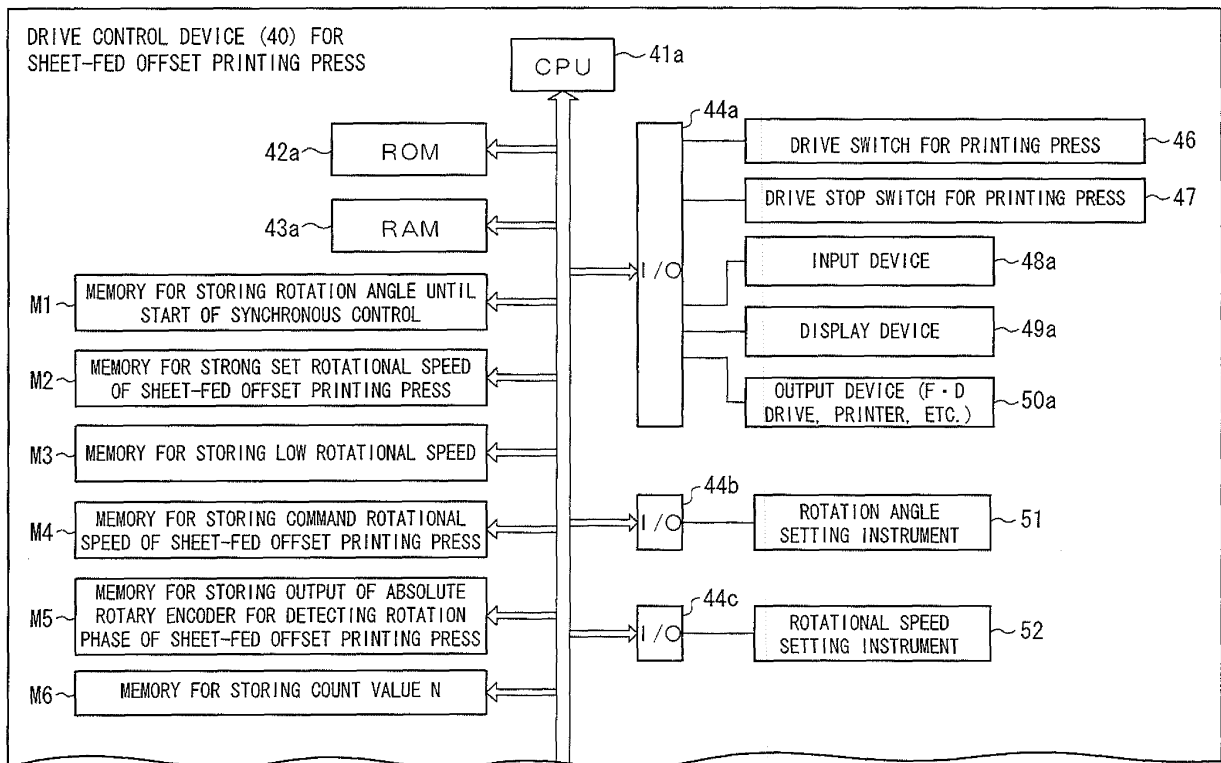 DRIVE CONTROL DEVICE (40) FOR
SHEET-FED OFFSET PRINTING PRESS
CPU
41a
42a
ROM
43a
RAM
M1
MEMORY FOR STORING ROTATION ANGLE UNTIL
START OF SYNCHRONOUS CONTROL
M2
MEMORY FOR STRONG SET ROTATIONAL SPEED
OF SHEET-FED OFFSET PRINTING PRESS
M3
MEMORY FOR STORING LOW ROTATIONAL SPEED
M4
MEMORY FOR STORING COMMAND ROTATIONAL
SPEED OF SHEET-FED OFFSET PRINTING PRESS
M5
MEMORY FOR STORING OUTPUT OF ABSOLUTE
ROTARY ENCODER FOR DETECTING ROTATION
PHASE OF SHEET-FED OFFSET PRINTING PRESS
M6
MEMORY FOR STORING COUNT VALUE N
44a
I/O
DRIVE SWITCH FOR PRINTING PRESS
46
DRIVE STOP SWITCH FOR PRINTING PRESS
47
INPUT DEVICE
48a
DISPLAY DEVICE
49a
OUTPUT DEVICE (F・D
DRIVE, PRINTER, ETC.)
50a
44b
I/O
ROTATION ANGLE
SETTING INSTRUMENT
51
44c
I/O
ROTATIONAL SPEED
SETTING INSTRUMENT
52